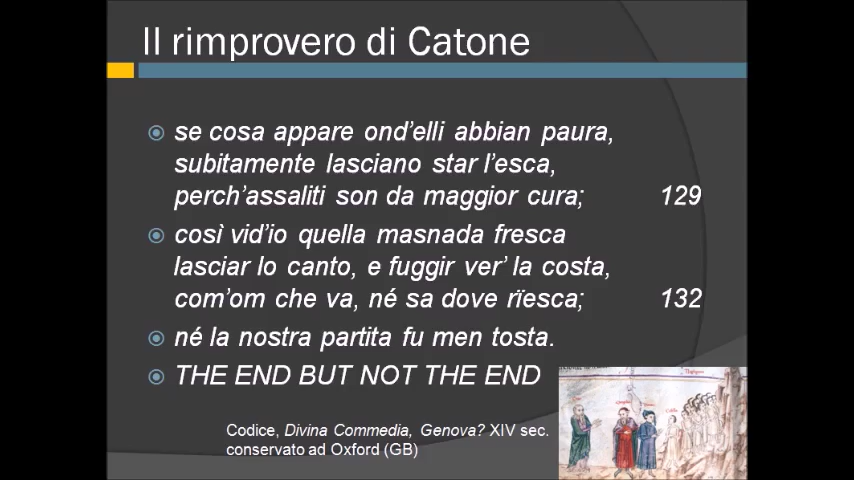 Il rimprovero di Catone
se cosa appare ond’elli abbian paura,
subitamente lasciano star l’esca,
perch’assaliti son da maggior cura; 129
così vid’io quella masnada fresca
lasciar lo canto, e fuggir ver’ la costa,
com’om che va, né sa dove rïesca; 132
né la nostra partita fu men tosta.
THE END BUT NOT THE END
Codice, Divina Commedia, Genova? XIV sec.
conservato ad Oxford (GB)